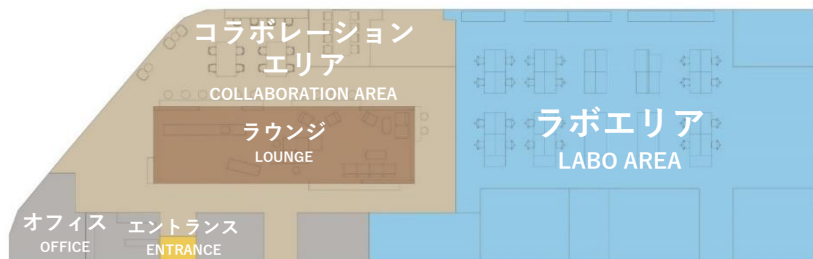 コラボレーション
エリア
COLLABORATION AREA
ラウンジ
LOUNGE
ラボエリア
LABO AREA
オフィス
OFFICE
エントランス
ENTRANCE